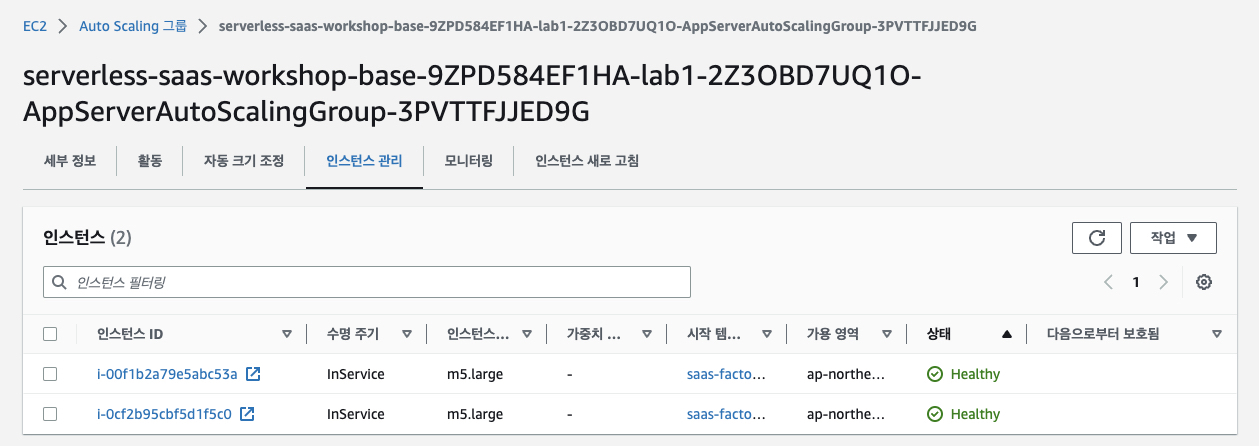 EC2 > Auto Scaling 그룹 > serverless-saas-workshop-base-9ZPD584EF1HA-lab1-2Z3OBD7UQ1O-AppServerAutoScalingGroup-3PVTTFJJED9G
serverless-saas-workshop-base-9ZPD584EF1HA-lab1-2Z3OBD7UQ1O-
AppServerAutoScalingGroup-3PVTTFJJED9G
세부 정보 활동 자동 크기 조정 인스턴스 관리 모니터링 인스턴스 새로 고침
인스턴스 (2) 작업
인스턴스 필터링 1
인스턴스 ID 수명 주기 인스턴스... 가중치 ... 시작 템... 가용 영역 상태 다음으로부터 보호됨
i-00f1b2a79e5abc53a InService m5.large - saas-facto... ap-northe... Healthy
i-0cf2b95cbf5d1f5c0 InService m5.large - saas-facto... ap-northe... Healthy